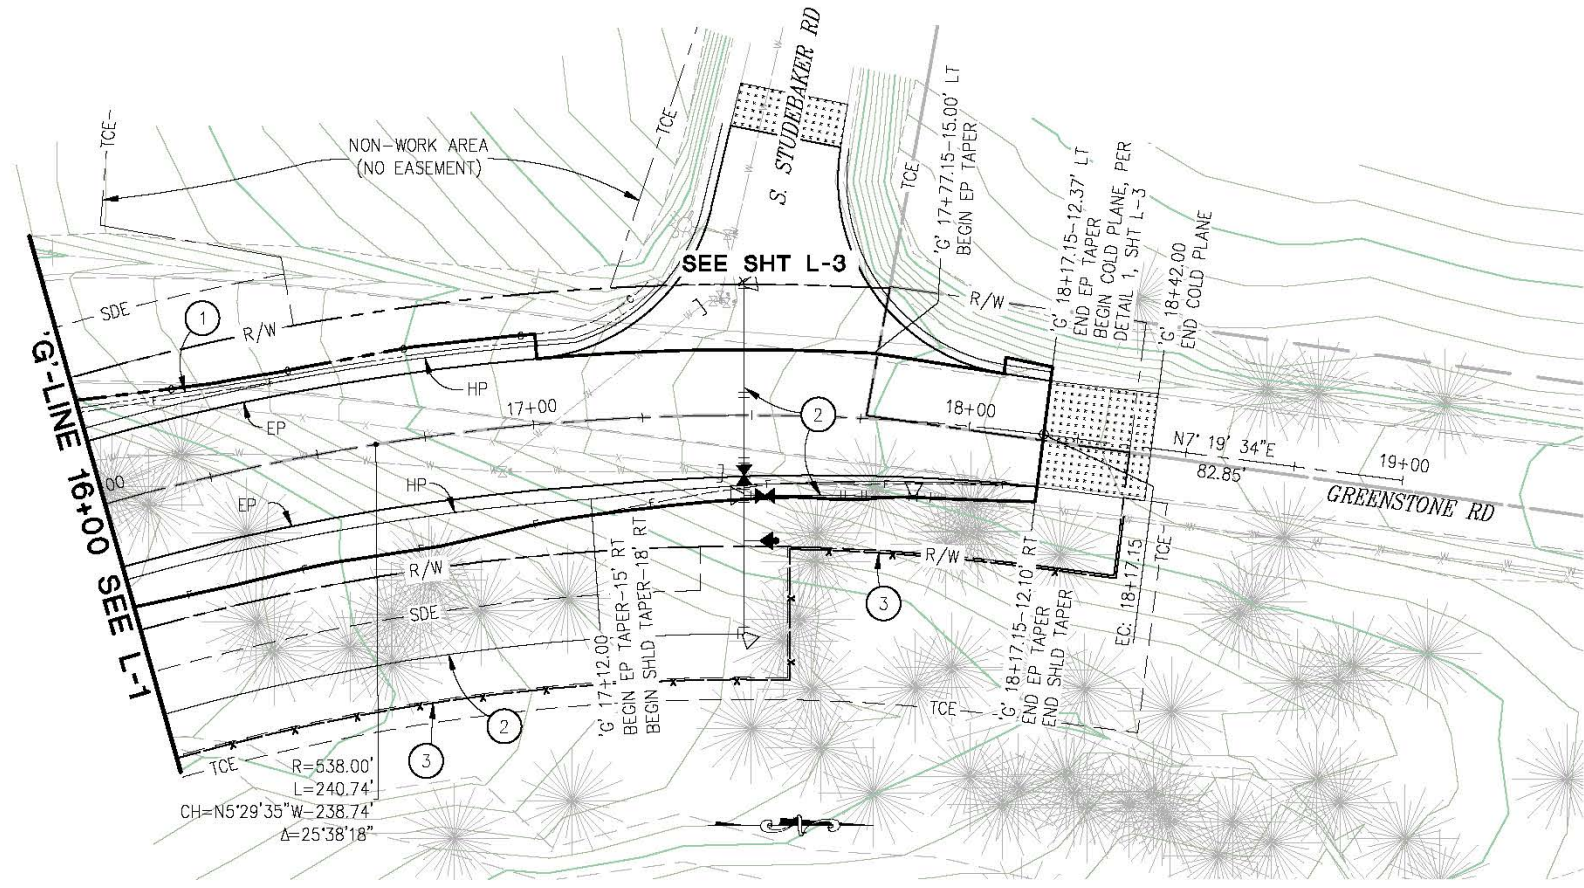 S. STUDEBAKER RD
TCE
TCE
NON-WORK AREA
(NO EASEMENT)
TCE
'G' 17+77.15-15.00' LT
BEGIN EP TAPER
'G' 18+17.15-12.37' LT
END EP TAPER
BEGIN COLD PLANE, PER
DETAIL 1, SHT L-3
'G' 18+42.00
END COLD PLANE
SEE SHT L-3
R/W
SDE
1
R/W
HP
EP
17+00
2
18+00
N7° 19' 34"E
82.85'
19+00
GREENSTONE RD
'G'-LINE 16+00 SEE L-1
00
EP
HP
R/W
SDE
R/W
3
'G' 17+12.00
BEGIN EP TAPER-15' RT
BEGIN SHLD TAPER-18' RT
'G' 18+17.15-12.10' RT
END EP TAPER
END SHLD TAPER
EC: 18+17.15
TCE
TCE
2
3
TCE
R=538.00'
L=240.74'
CH=N5°29'35"W-238.74'
Δ=25°38'18"